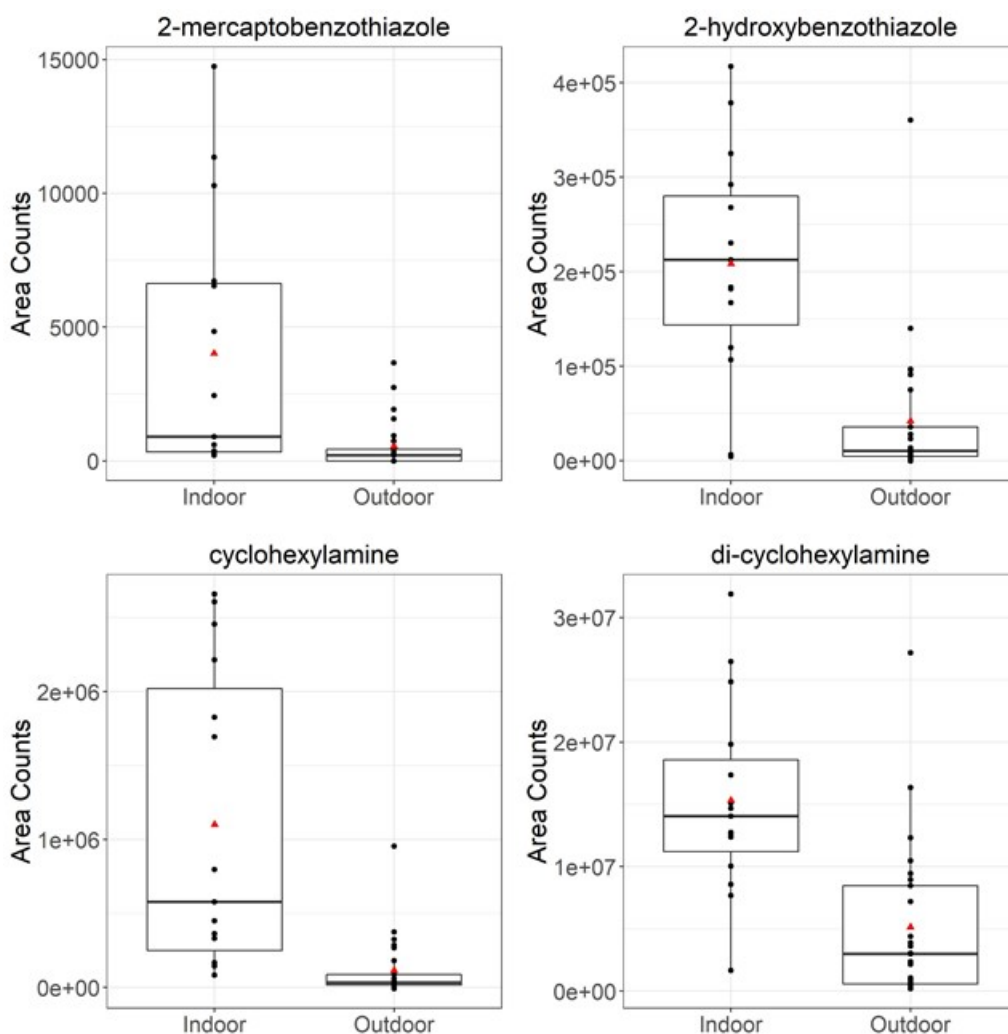 2-mercaptobenzothiazole
Area Counts
15000
10000
5000
0
Indoor Outdoor
2-hydroxybenzothiazole
Area Counts
4e+05
3e+05
2e+05
1e+05
0e+00
Indoor Outdoor
cyclohexylamine
Area Counts
2e+06
1e+06
0e+00
Indoor Outdoor
di-cyclohexylamine
Area Counts
3e+07
2e+07
1e+07
0e+00
Indoor Outdoor